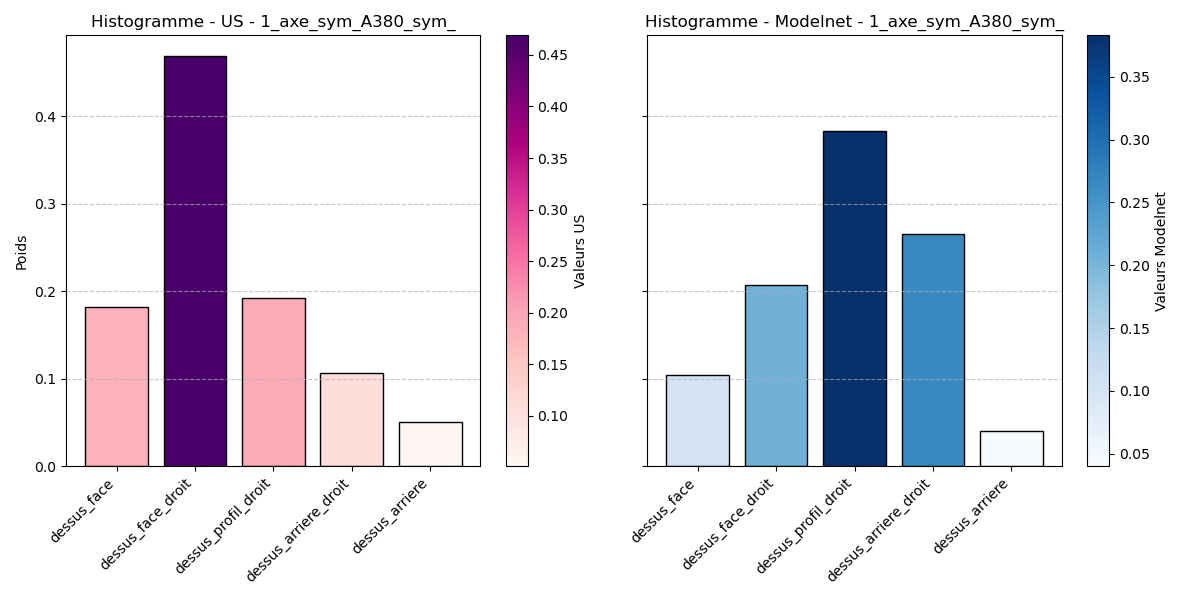 Histogramme - US - 1_axe_sym_A380_sym_
Poids
0.4
0.3
0.2
0.1
0.0
dessus_face
dessus_face_droit
dessus_profil_droit
dessus_arriere_droit
dessus_arriere
0.45
0.40
0.35
0.30
0.25
0.20
0.15
0.10
Valeurs US
Histogramme - Modelnet - 1_axe_sym_A380_sym_
dessus_face
dessus_face_droit
dessus_profil_droit
dessus_arriere_droit
dessus_arriere
0.35
0.30
0.25
0.20
0.15
0.10
0.05
Valeurs Modelnet